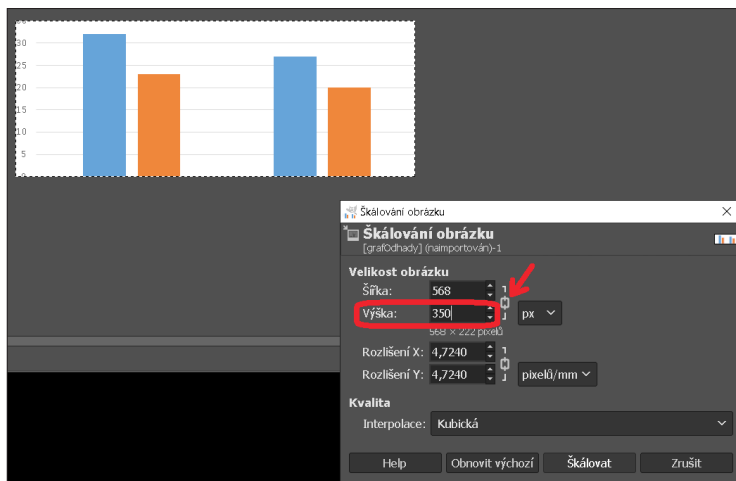 35
30
25
20
15
10
5
0
Škálování obrázku
Škálování obrázku
[grafOdhady] (naimportován)-1
Velikost obrázku
Šířka: 568
Výška: 350 px
568 × 222 pixelů
Rozlišení X: 4,7240
Rozlišení Y: 4,7240 pixelů/mm
Kvalita
Interpolace: Kubická
Help Obnovit výchozí Škálovat Zrušit